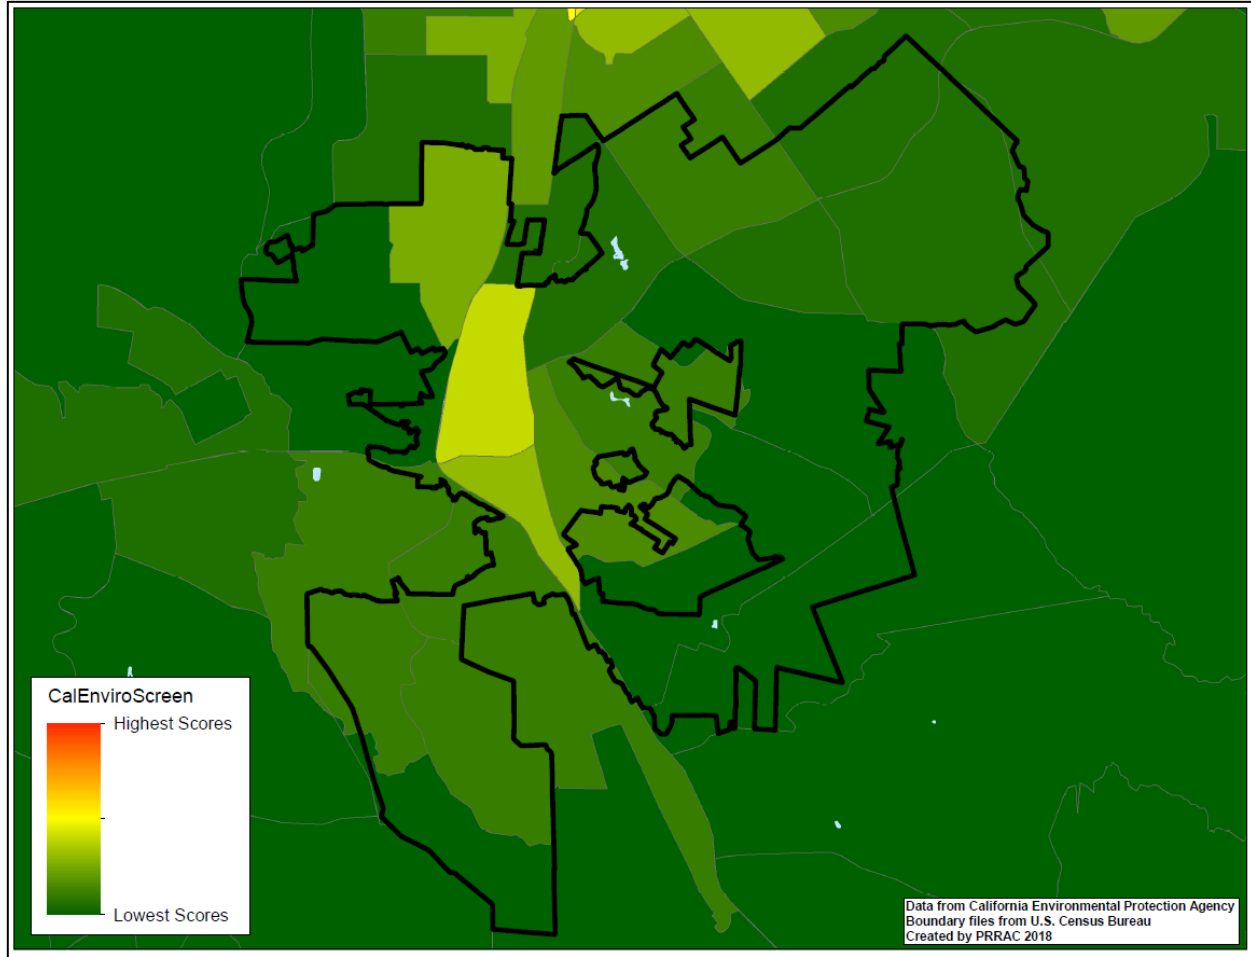 CalEnviroScreen
Highest Scores
Lowest Scores
Data from California Environmental Protection Agency
Boundary files from U.S. Census Bureau
Created by PRRAC 2018